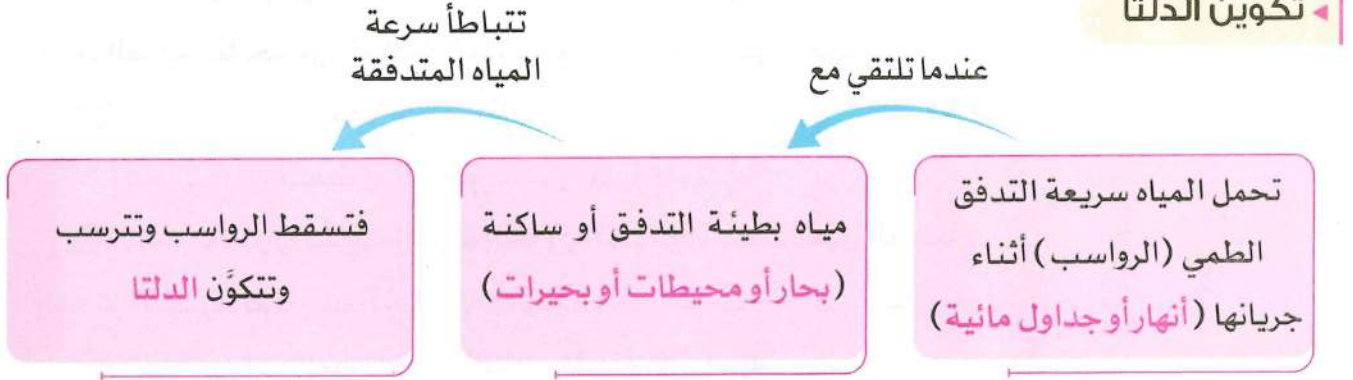 تكوين الدلتا
عندما تلتقي مع
تتباطأ سرعة
المياه المتدفقة
تحمل المياه سريعة التدفق
الطمي (الرواسب) أثناء
جريانها (أنهار أو جداول مائية)
مياه بطيئة التدفق أو ساكنة
(بحار أو محيطات أو بحيرات)
فتسقط الرواسب وتترسب
وتتكوَّن الدلتا